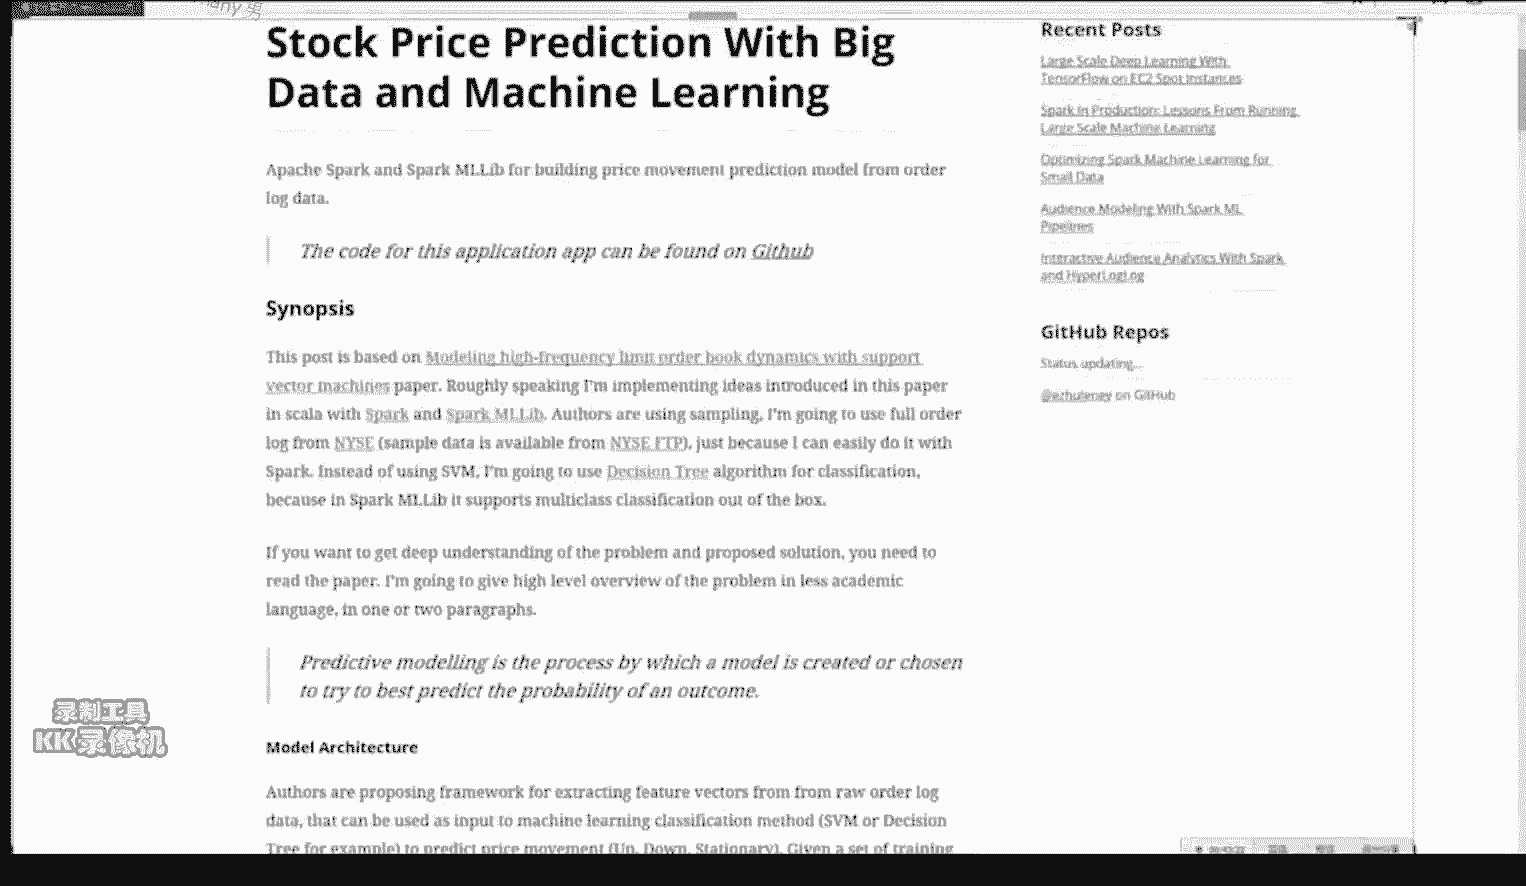 Stock Price Prediction With Big
Data and Machine Learning
Apache Spark and Spark MLLib for building price movement prediction model from order
log data.
The code for this application app can be found on Github
Synopsis
This post is based on Modeling high-frequency limit order book dynamics with support
vector machines paper. Roughly speaking I'm implementing ideas introduced in this paper
in scala with Spark and Spark MLLib. Authors are using sampling, I'm going to use full order
log from NYSE (sample data is available from NYSE FTP), just because I can easily do it with
Spark. Instead of using SVM, I'm going to use Decision Tree algorithm for classification,
because in Spark MLLib it supports multiclass classification out of the box.
If you want to get deep understanding of the problem and proposed solution, you need to
read the paper. I'm going to give high level overview of the problem in less academic
language, in one or two paragraphs.
Predictive modelling is the process by which a model is created or chosen
to try to best predict the probability of an outcome.
Model Architecture
Authors are proposing framework for extracting feature vectors from from raw order log
data, that can be used as input to machine learning classification method (SVM or Decision
Tree for example) to predict price movement (Up, Down, Stationary). Given a set of training
Recent Posts
Large Scale Deep Learning With
TensorFlow on EC2 Spot Instances
Spark in Production: Lessons From Running
Large Scale Machine Learning
Optimizing Spark Machine Learning for
Small Data
Audience Modeling With Spark ML
Pipelines
Interactive Audience Analytics With Spark
and HyperLogLog
GitHub Repos
Status updating...
@ezhulenev on GitHub
录制工具
KK录像机